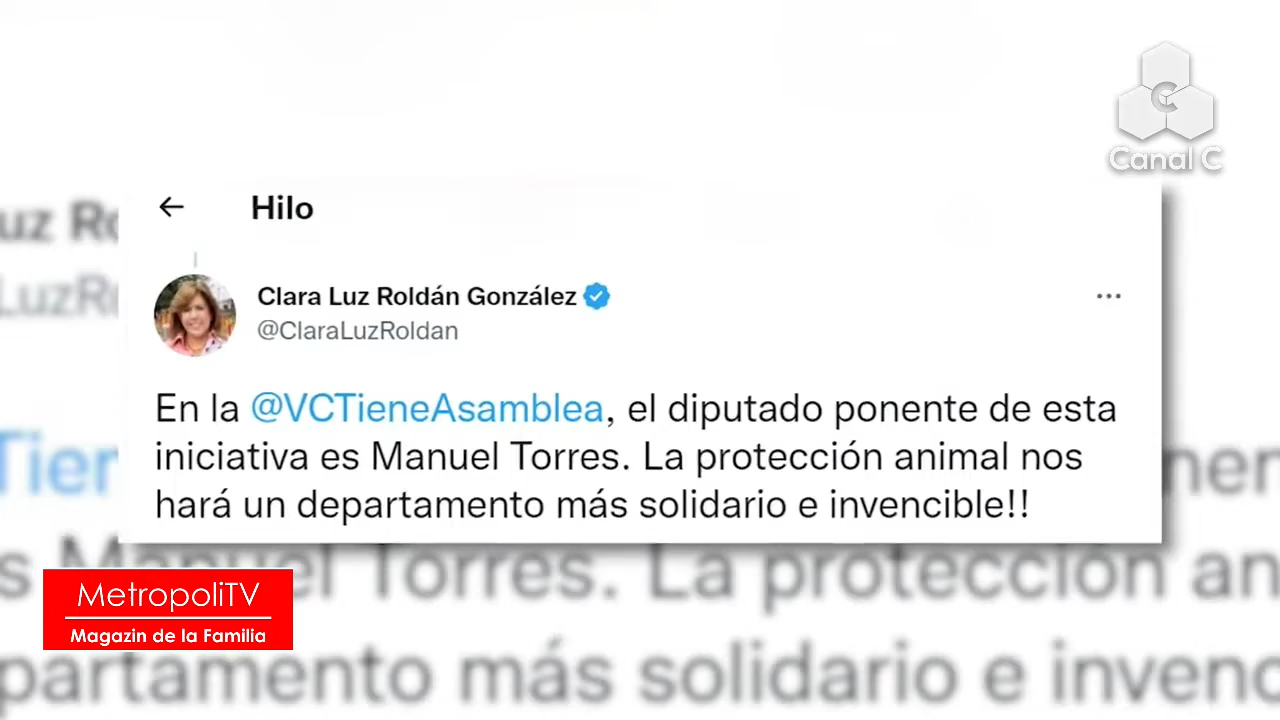 Canal C
Hilo
Clara Luz Roldán González
@ClaraLuzRoldan
En la @VCTieneAsamblea, el diputado ponente de esta
iniciativa es Manuel Torres. La protección animal nos
hará un departamento más solidario e invencible!!
MetropoliTV
Magazin de la Familia